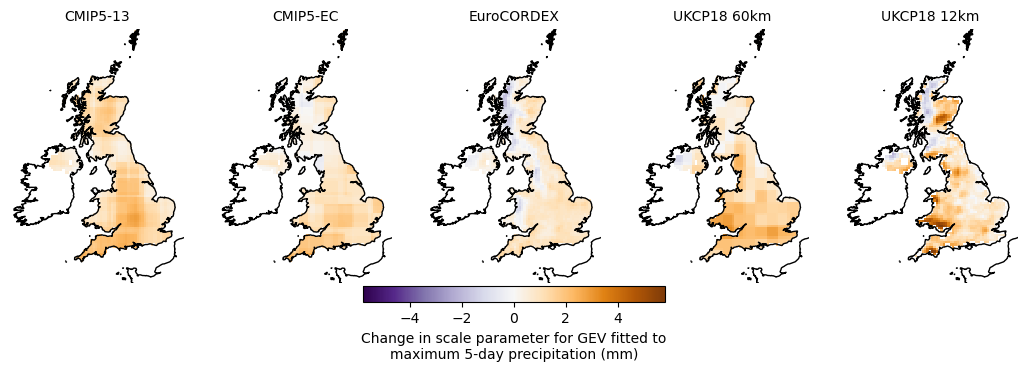 CMIP5-13
CMIP5-EC
EuroCORDEX
UKCP18 60km
UKCP18 12km
−4
−2
0
2
4
Change in scale parameter for GEV fitted to
maximum 5-day precipitation (mm)